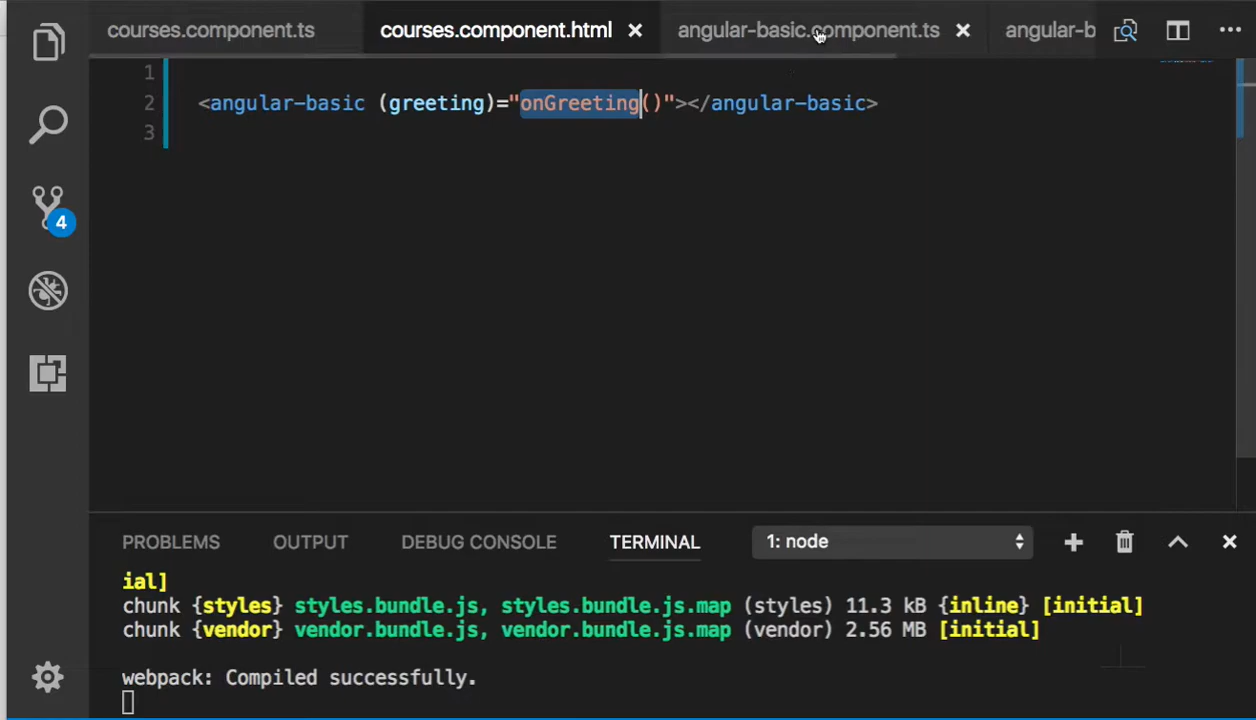 courses.component.ts
courses.component.html
angular-basic.component.ts
angular-b
1
2 <angular-basic (greeting)="onGreeting()"></angular-basic>
3
4
PROBLEMS OUTPUT DEBUG CONSOLE TERMINAL 1: node
ial]
chunk {styles} styles.bundle.js, styles.bundle.js.map (styles) 11.3 kB {inline} [initial]
chunk {vendor} vendor.bundle.js, vendor.bundle.js.map (vendor) 2.56 MB [initial]
webpack: Compiled successfully.